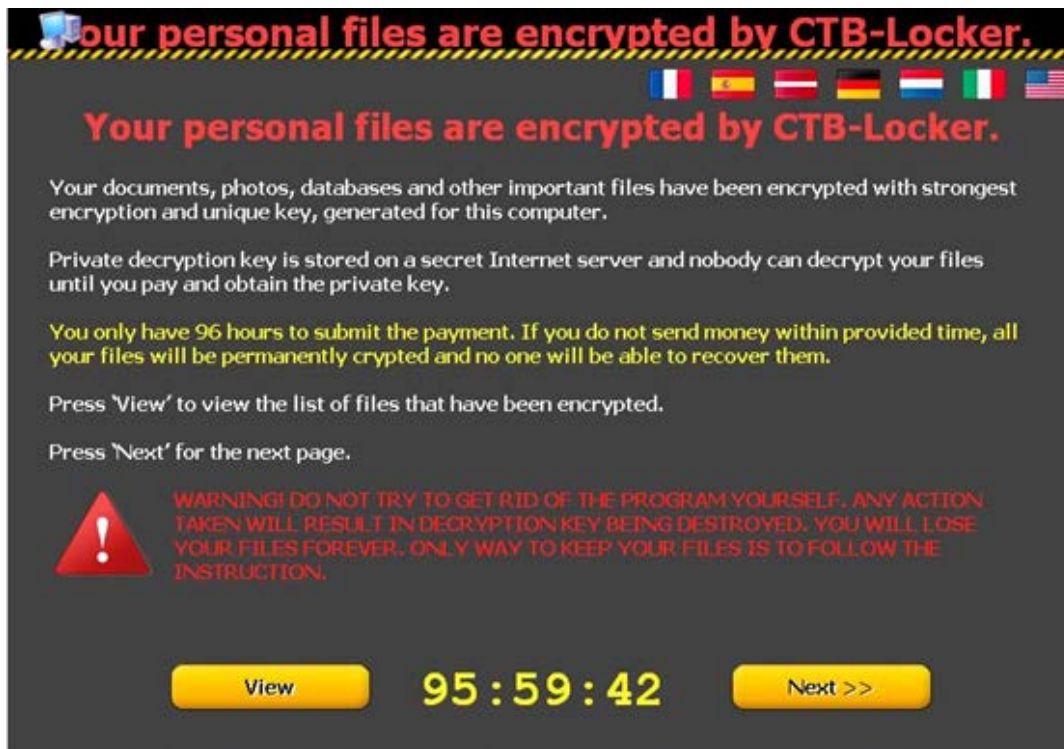 our personal files are encrypted by CTB-Locker.
Your personal files are encrypted by CTB-Locker.
Your documents, photos, databases and other important files have been encrypted with strongest
encryption and unique key, generated for this computer.
Private decryption key is stored on a secret Internet server and nobody can decrypt your files
until you pay and obtain the private key.
You only have 96 hours to submit the payment. If you do not send money within provided time, all
your files will be permanently crypted and no one will be able to recover them.
Press 'View' to view the list of files that have been encrypted.
Press 'Next' for the next page.
WARNING! DO NOT TRY TO GET RID OF THE PROGRAM YOURSELF. ANY ACTION
TAKEN WILL RESULT IN DECRYPTION KEY BEING DESTROYED. YOU WILL LOSE
YOUR FILES FOREVER. ONLY WAY TO KEEP YOUR FILES IS TO FOLLOW THE
INSTRUCTION.
View
95:59:42
Next >>